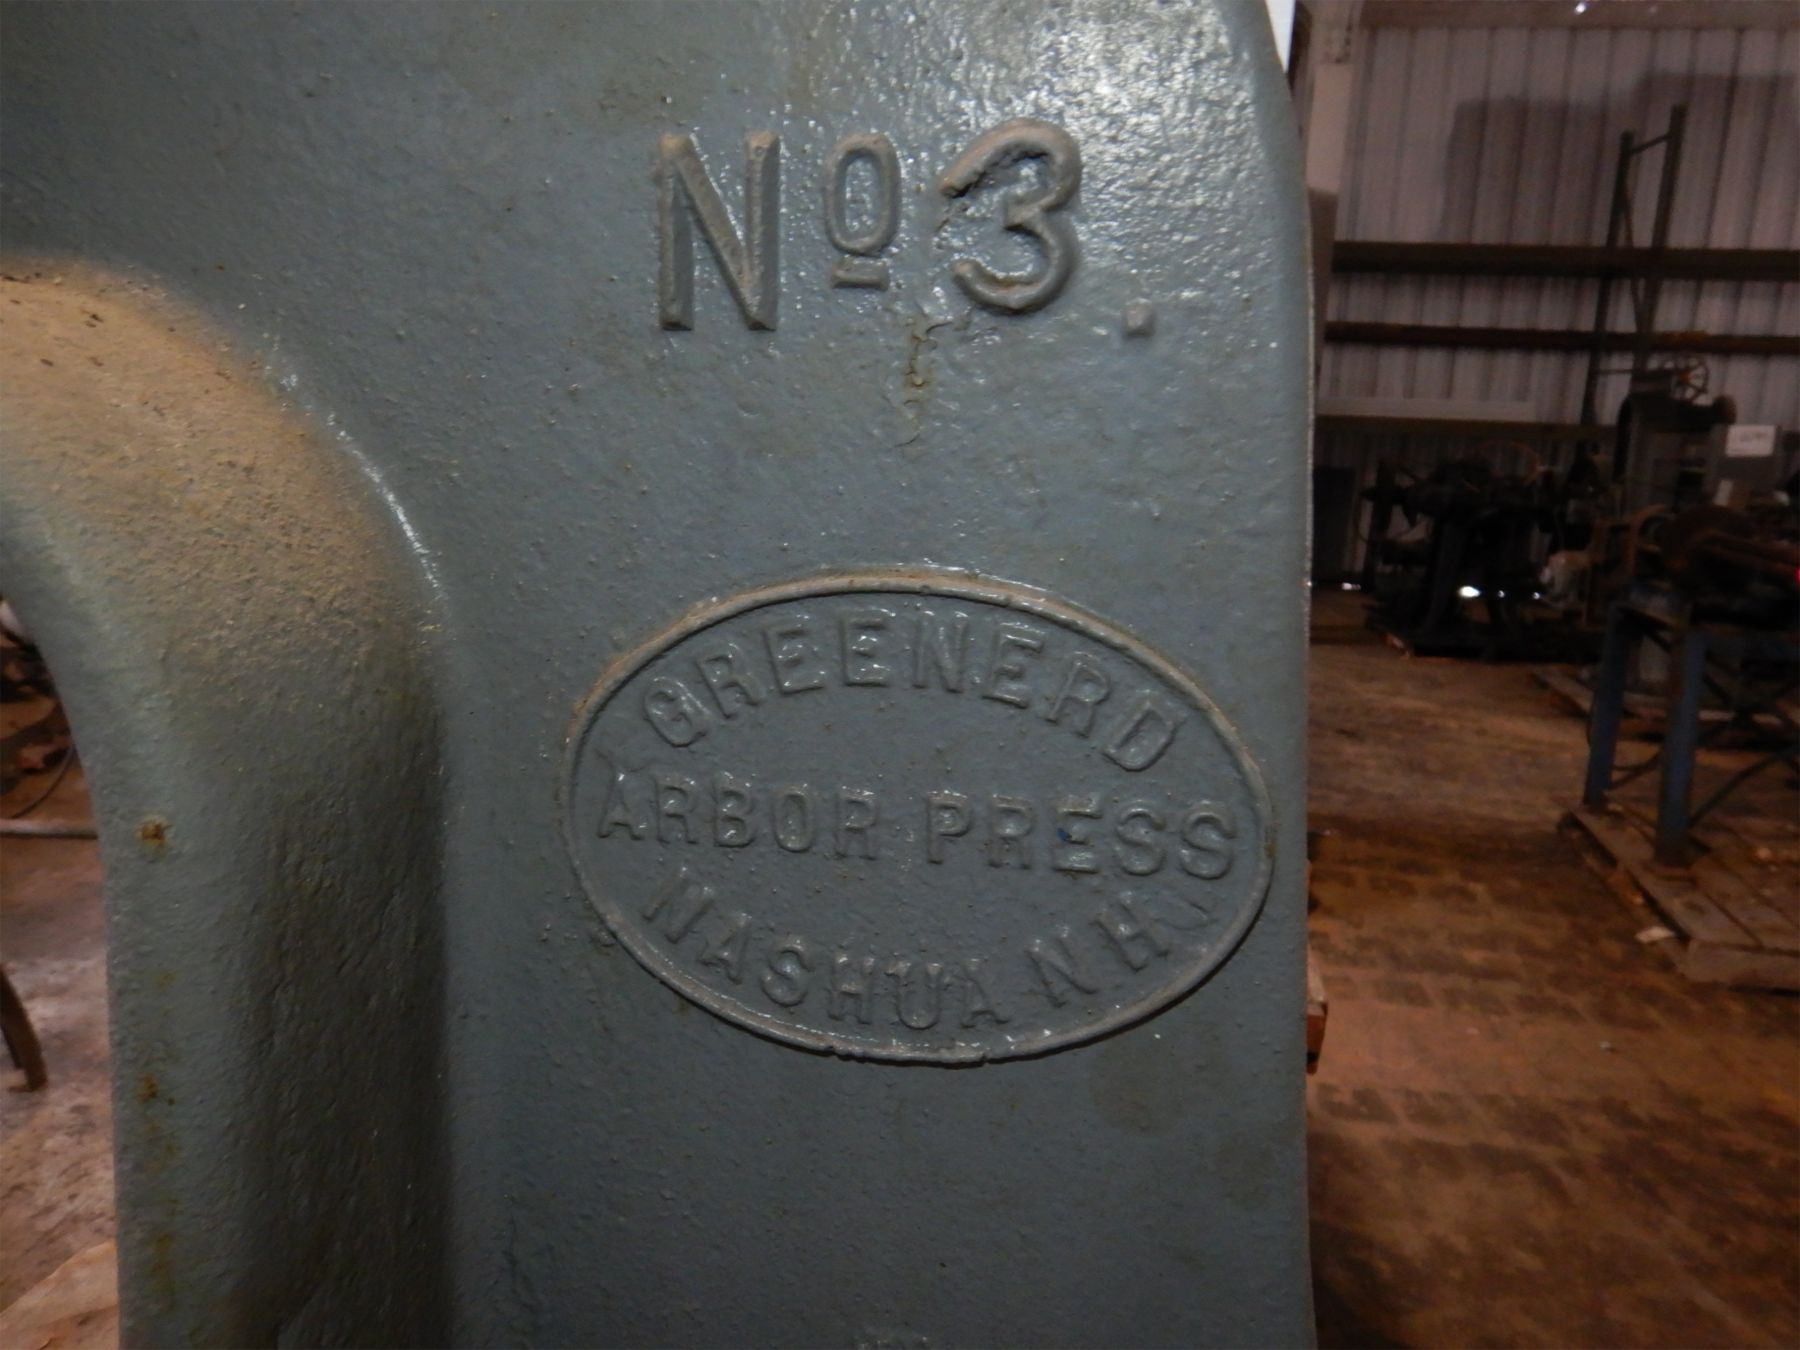 Nº 3.
GREENERD
ARBOR PRESS
NASHUA N.H.